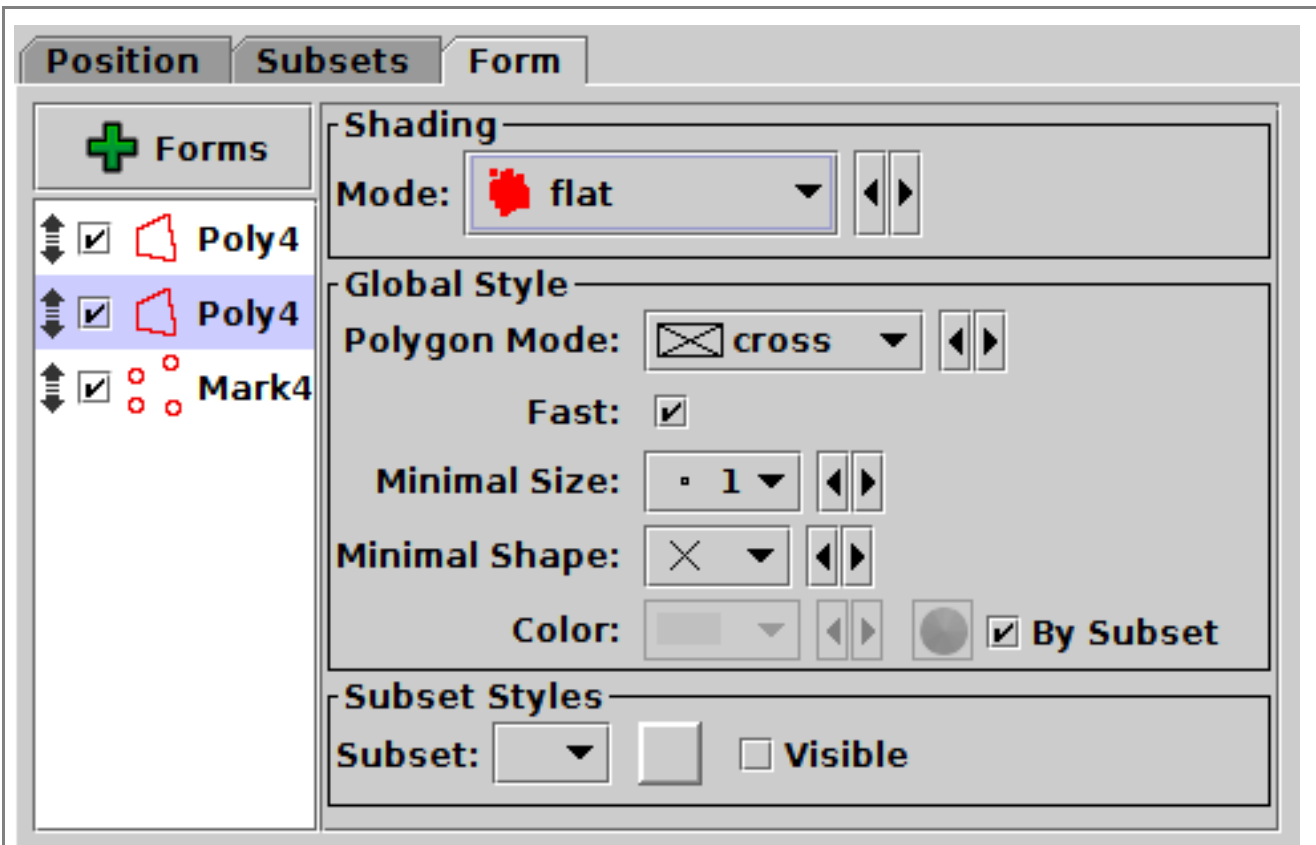 Position Subsets Form
Forms
Poly4
Poly4
Mark4
Shading
Mode: flat
Global Style
Polygon Mode: cross
Fast:
Minimal Size: 1
Minimal Shape:
Color: By Subset
Subset Styles
Subset: Visible